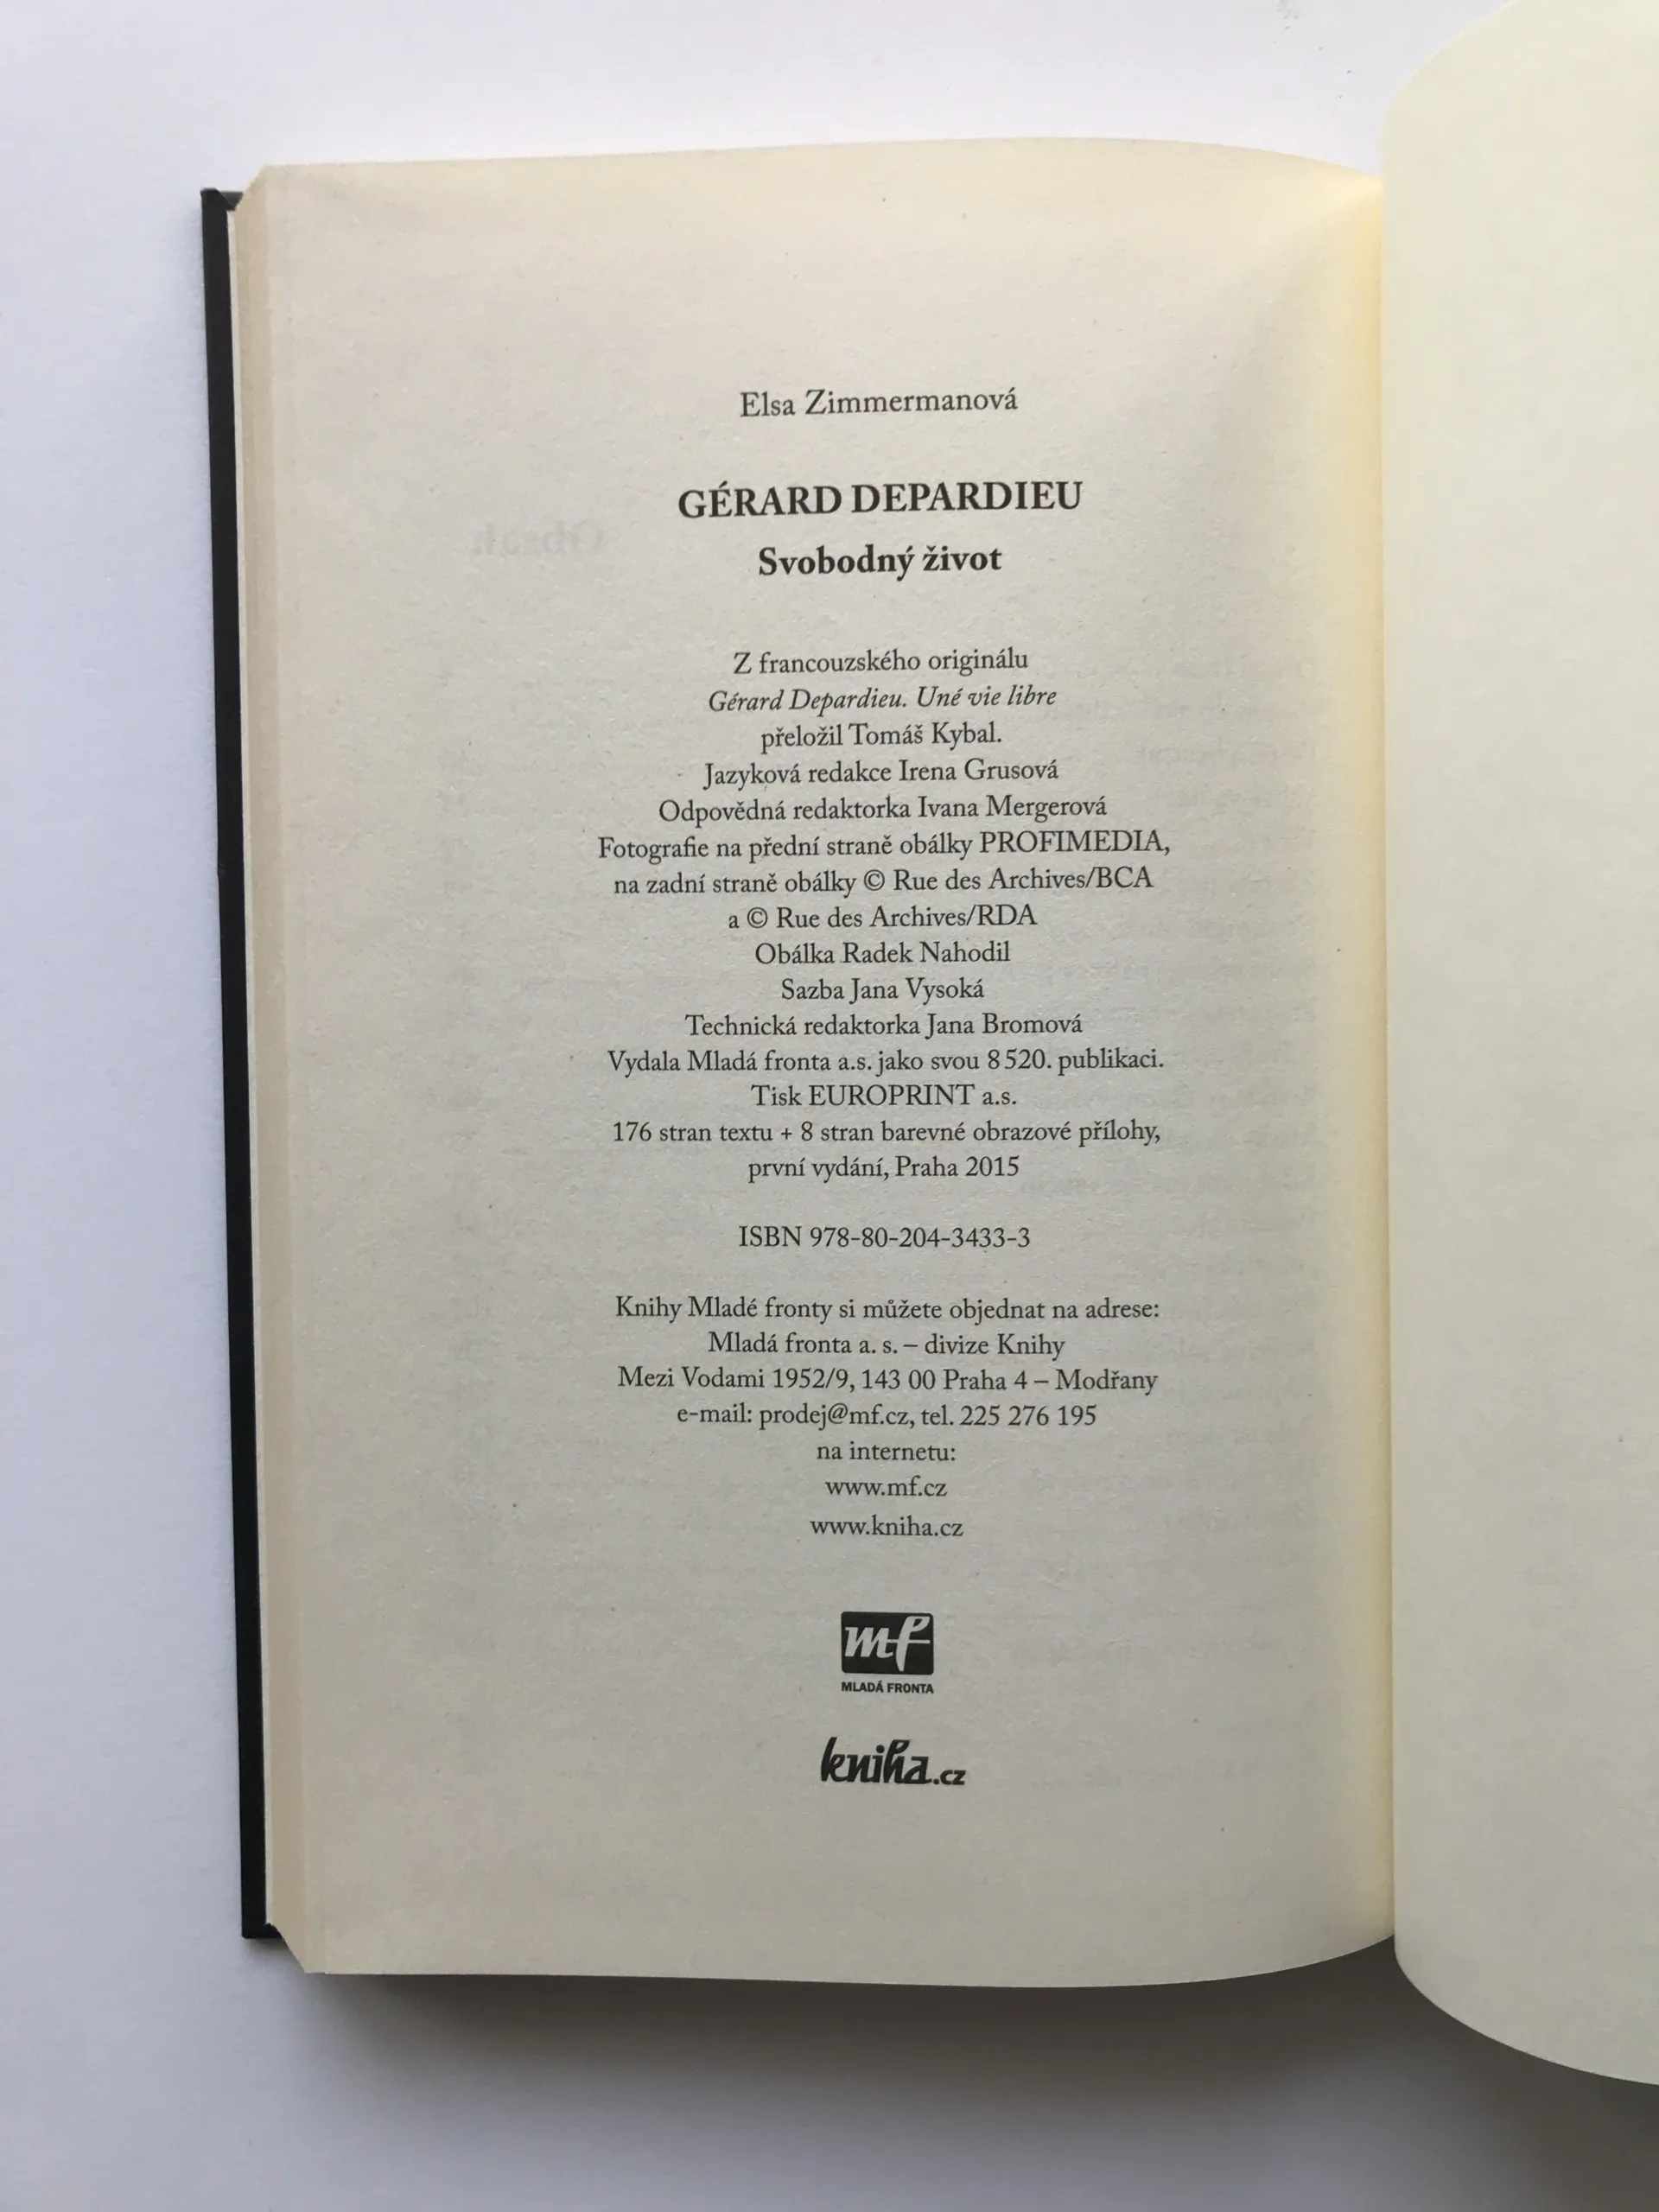 Elsa Zimmermanová
GÉRARD DEPARDIEU
Svobodný život
Z francouzského originálu
Gérard Depardieu. Uné vie libre
přeložil Tomáš Kybal.
Jazyková redakce Irena Grusová
Odpovědná redaktorka Ivana Mergerová
Fotografie na přední straně obálky PROFIMEDIA,
na zadní straně obálky © Rue des Archives/BCA
a © Rue des Archives/RDA
Obálka Radek Nahodil
Sazba Jana Vysoká
Technická redaktorka Jana Bromová
Vydala Mladá fronta a.s. jako svou 8 520. publikaci.
Tisk EUROPRINT a.s.
176 stran textu + 8 stran barevné obrazové přílohy,
první vydání, Praha 2015
ISBN 978-80-204-3433-3
Knihy Mladé fronty si můžete objednat na adrese:
Mladá fronta a. s. – divize Knihy
Mezi Vodami 1952/9, 143 00 Praha 4 – Modřany
e-mail: prodej@mf.cz, tel. 225 276 195
na internetu:
www.mf.cz
www.kniha.cz
mf
MLADÁ FRONTA
kniha.cz